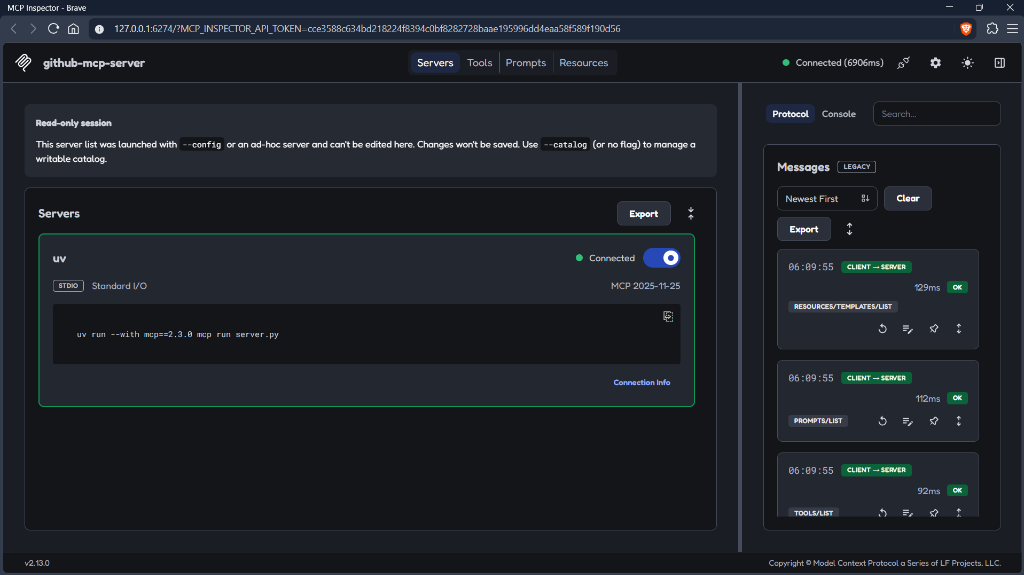 MCP Inspector - Brave
127.0.0.1:6274/?MCP_INSPECTOR_API_TOKEN=cce3588c634bd218224f8394c0bf8282728baae195996dd4eaa58f589f190d56
github-mcp-server
Servers
Tools
Prompts
Resources
Connected (6906ms)
Read-only session
This server list was launched with --config or an ad-hoc server and can't be edited here. Changes won't be saved. Use --catalog (or no flag) to manage a
writable catalog.
Servers
Export
uv
Connected
STDIO Standard I/O
MCP 2025-11-25
uv run --with mcp==2.3.0 mcp run server.py
Connection Info
Protocol
Console
Search...
Messages LEGACY
Newest First
Clear
Export
06:09:55 CLIENT → SERVER
129ms OK
RESOURCES/TEMPLATES/LIST
06:09:55 CLIENT → SERVER
112ms OK
PROMPTS/LIST
06:09:55 CLIENT → SERVER
92ms OK
TOOLS/LIST
v2.13.0
Copyright © Model Context Protocol a Series of LF Projects, LLC.